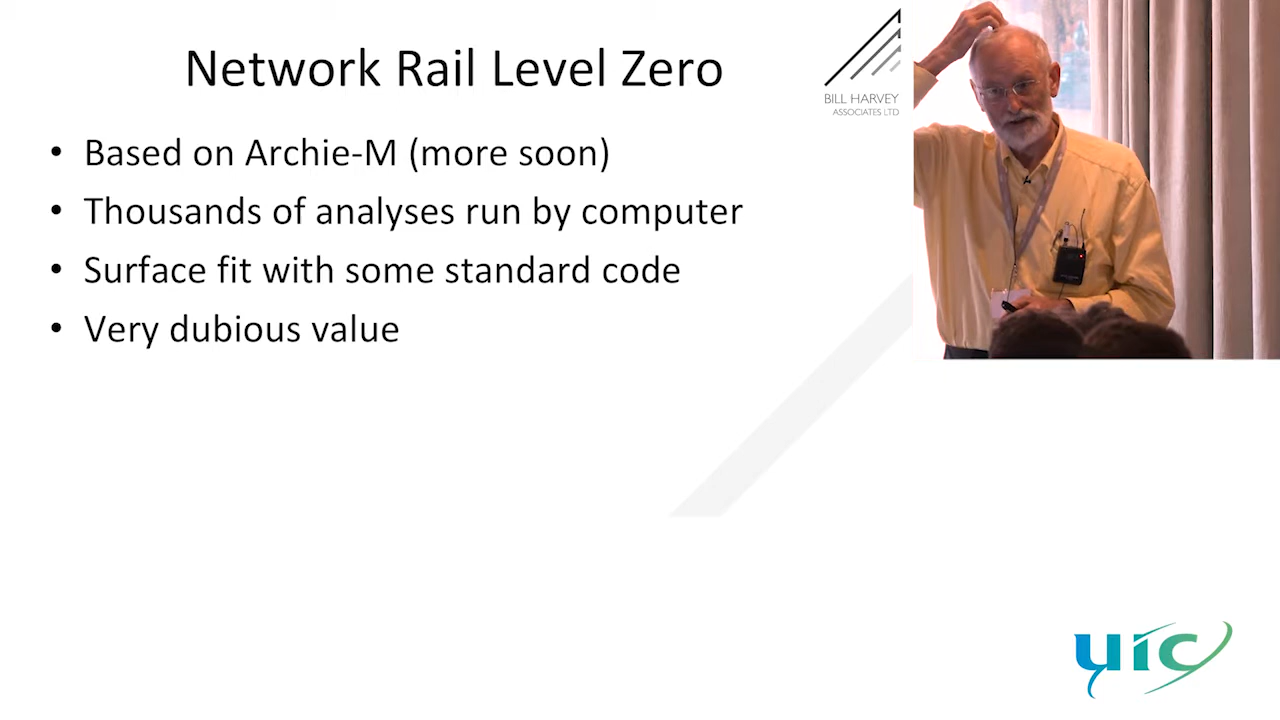 Network Rail Level Zero
BILL HARVEY
ASSOCIATES LTD
• Based on Archie-M (more soon)
• Thousands of analyses run by computer
• Surface fit with some standard code
• Very dubious value
uic